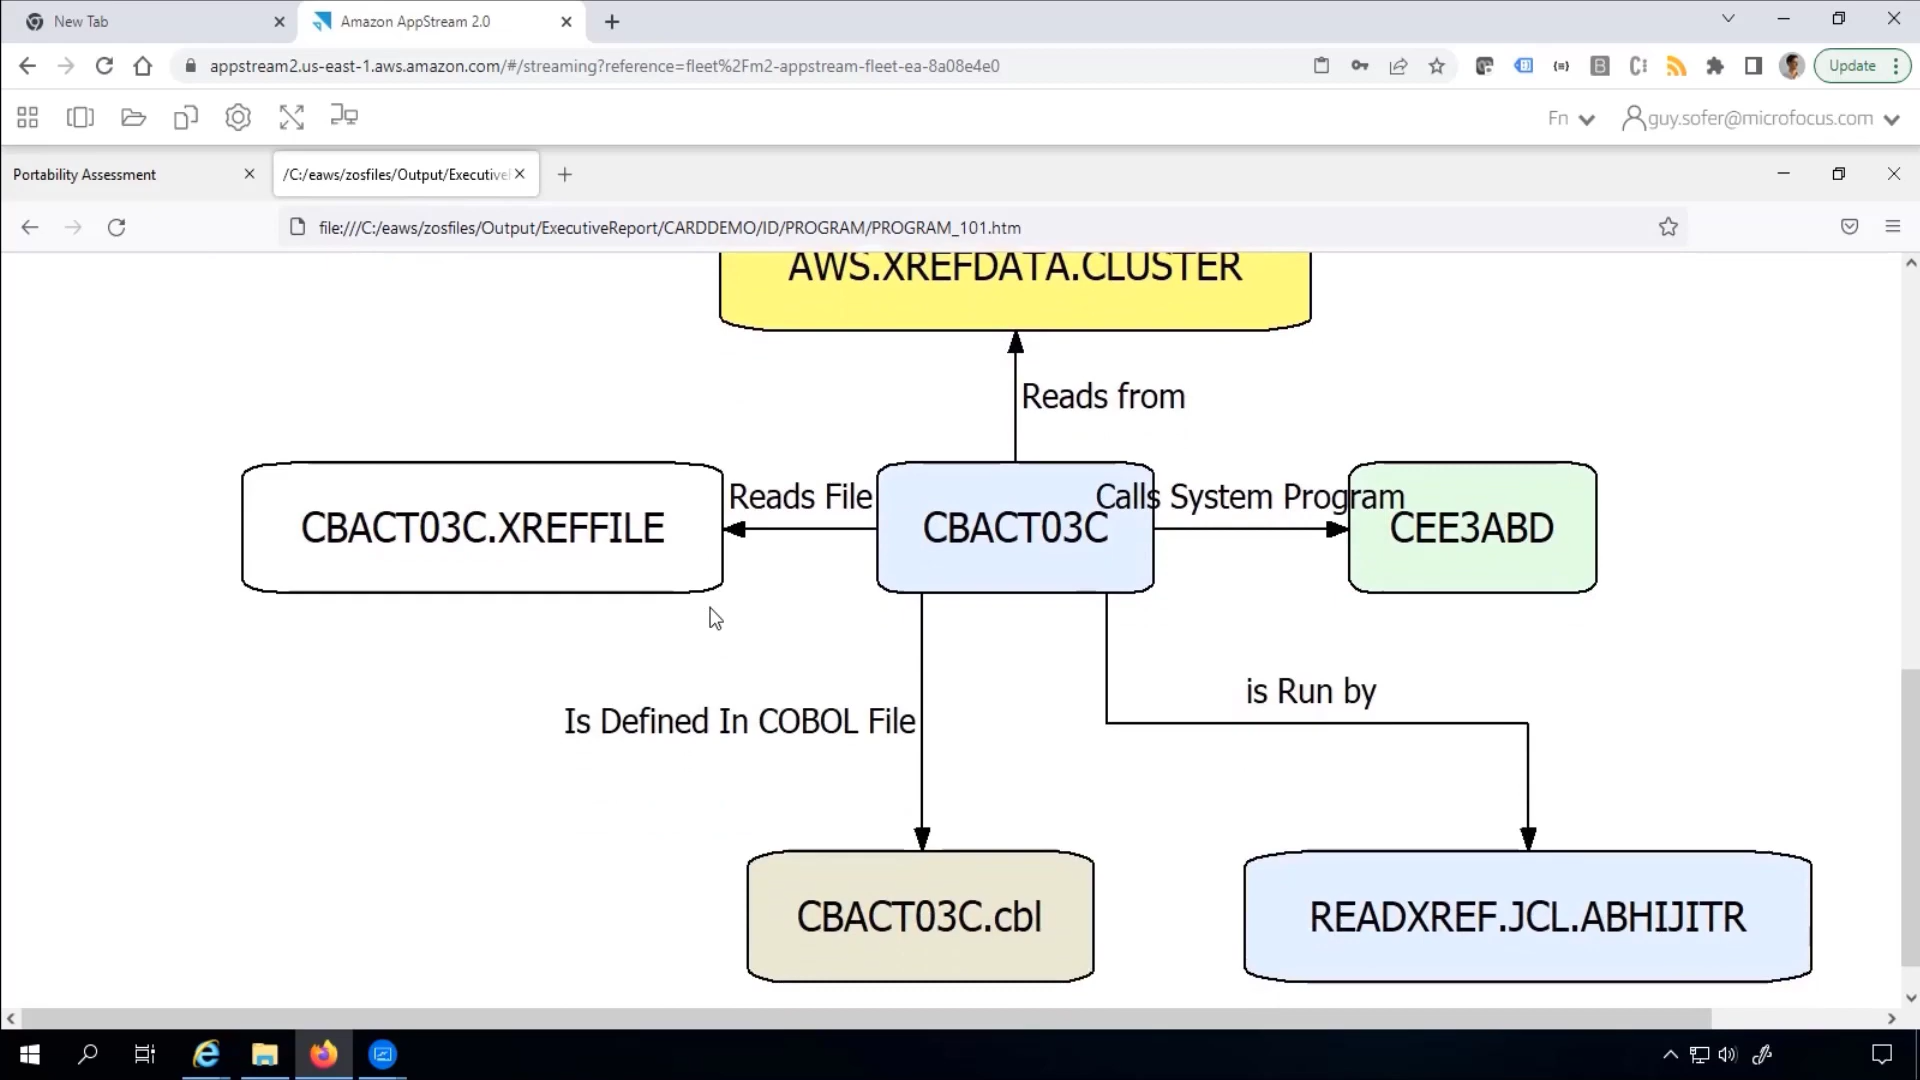 New Tab
Amazon AppStream 2.0
appstream2.us-east-1.aws.amazon.com/#/streaming?reference=fleet%2Fm2-appstream-fleet-ea-8a08e4e0
Update
Fn
guy.sofer@microfocus.com
Portability Assessment
/C:/eaws/zosfiles/Output/Executive
file:///C:/eaws/zosfiles/Output/ExecutiveReport/CARDDEMO/ID/PROGRAM/PROGRAM_101.htm
AWS.XREFDATA.CLUSTER
Reads from
CBACT03C.XREFFILE
Reads File
CBACT03C
Calls System Program
CEE3ABD
Is Defined In COBOL File
is Run by
CBACT03C.cbl
READXREF.JCL.ABHIJITR